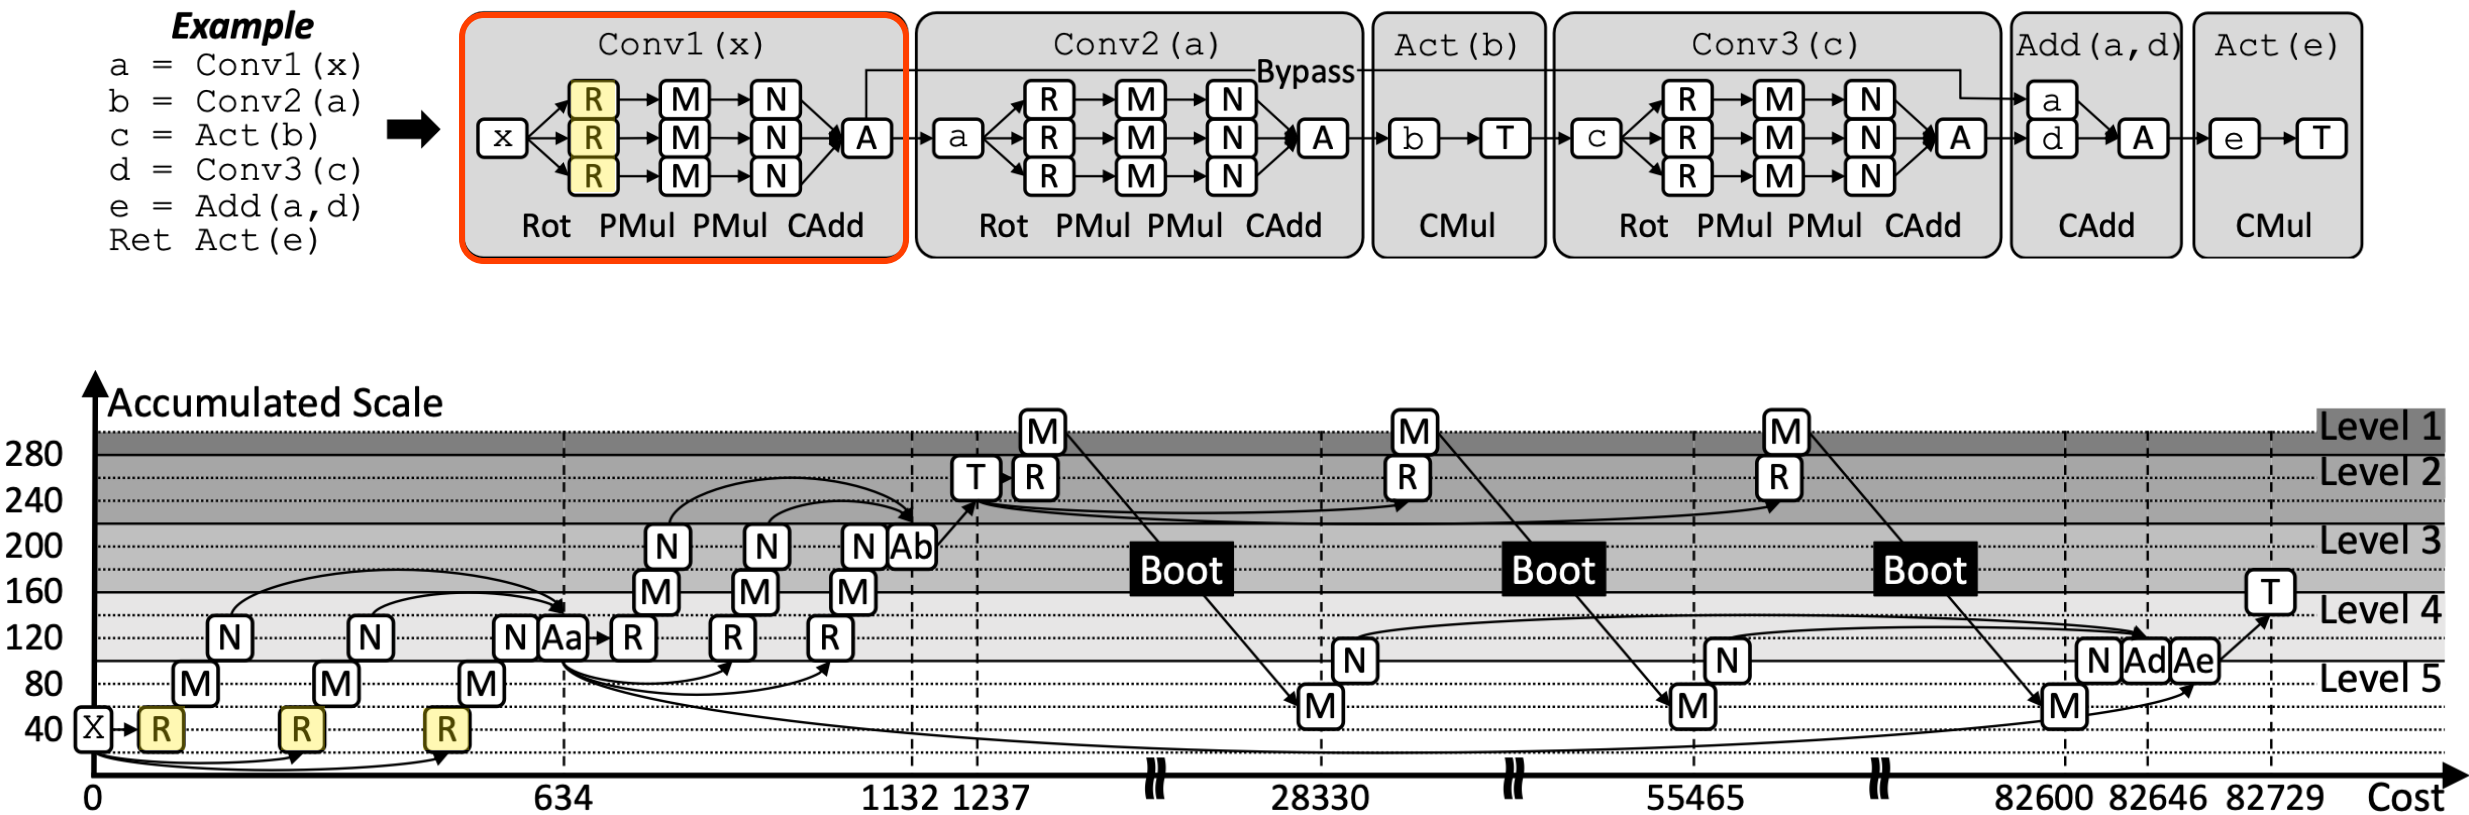 Example
a = Conv1(x)
b = Conv2(a)
c = Act(b)
d = Conv3(c)
e = Add(a,d)
Ret Act(e)
Conv1(x) Conv2(a) Act(b) Conv3(c) Add(a,d) Act(e)
Bypass
R M N R M N R M N a
x R M N A a R M N A b T c R M N A d A e T
R M N R M N R M N
Rot PMul PMul CAdd Rot PMul PMul CAdd CMul Rot PMul PMul CAdd CAdd CMul
Accumulated Scale
M M M Level 1
280
T R R R Level 2
240
200 N N N Ab Level 3
Boot Boot Boot
160 M M M T
Level 4
120 N N N Aa R R R
N N N Ad Ae
80 M M M Level 5
M M M
40 X R R R
0 634 1132 1237 28330 55465 82600 82646 82729 Cost